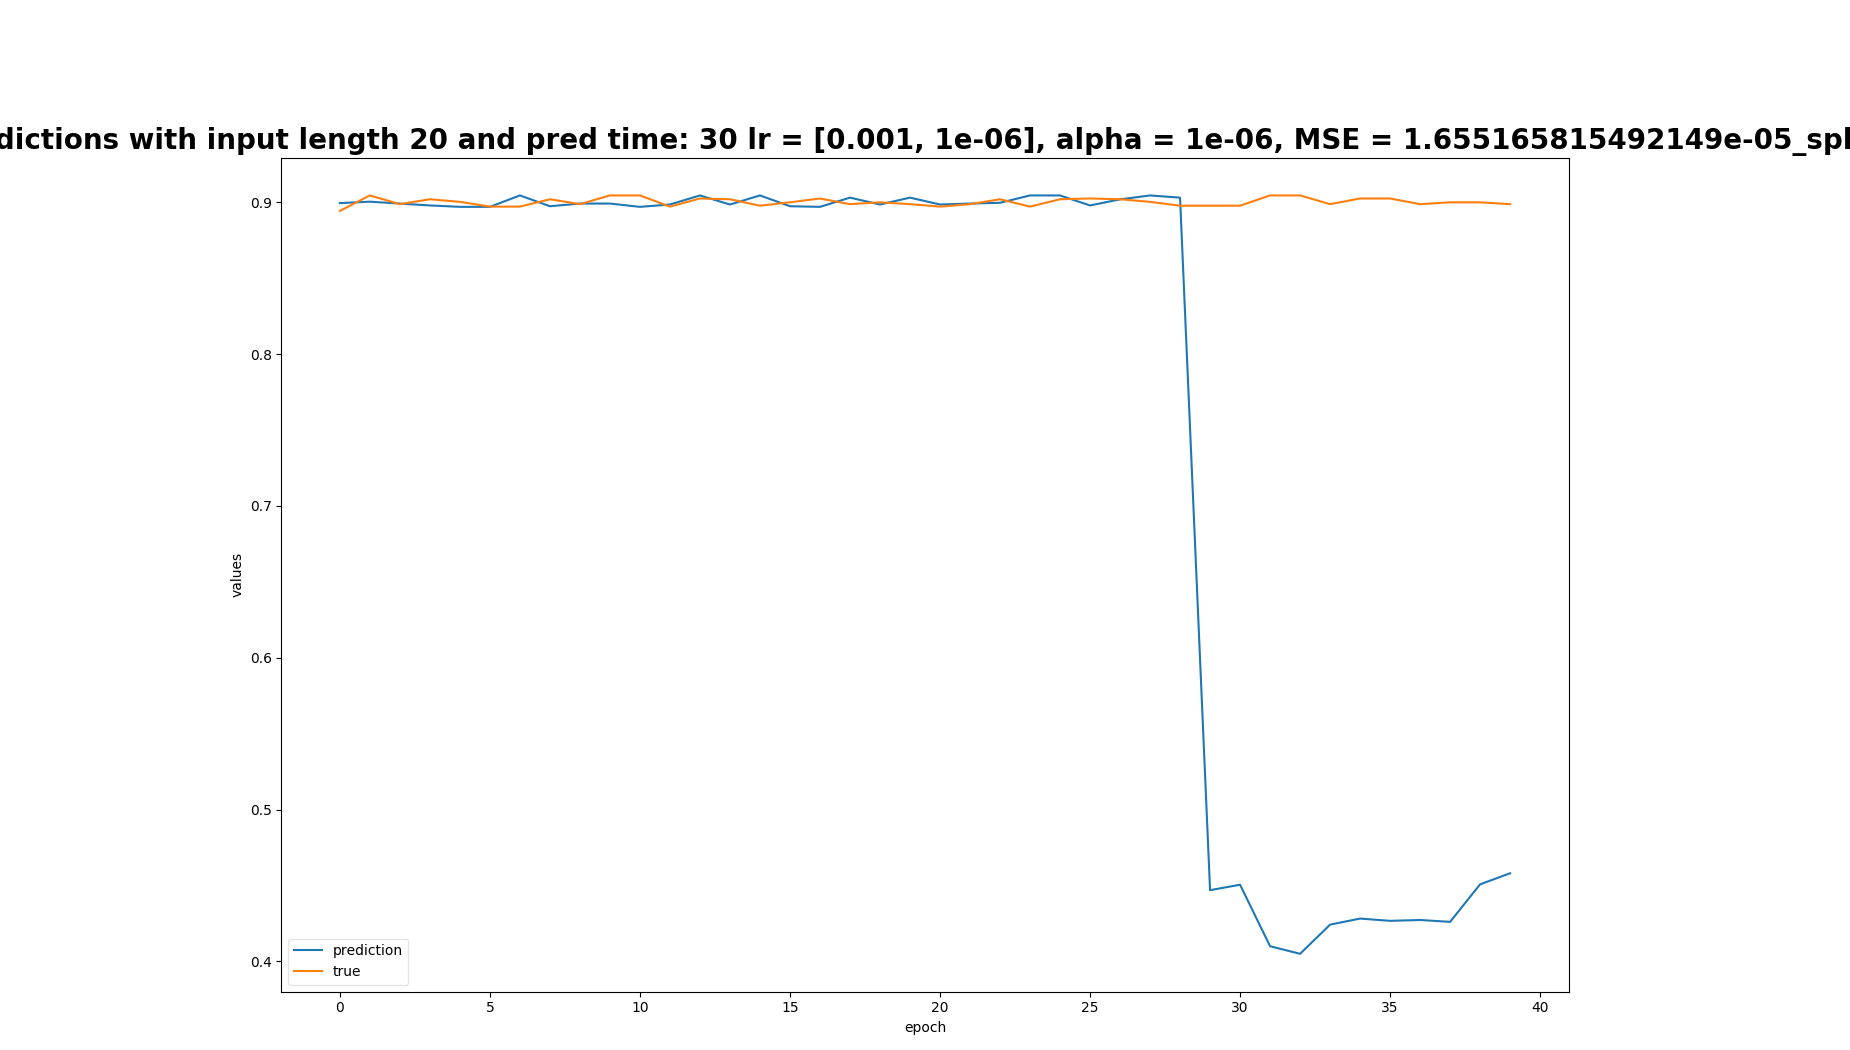 dictions with input length 20 and pred time: 30 lr = [0.001, 1e-06], alpha = 1e-06, MSE = 1.655165815492149e-05_spl
0.9
0.8
0.7
0.6
values
0.5
0.4
prediction
true
0 5 10 15 20 25 30 35 40
epoch